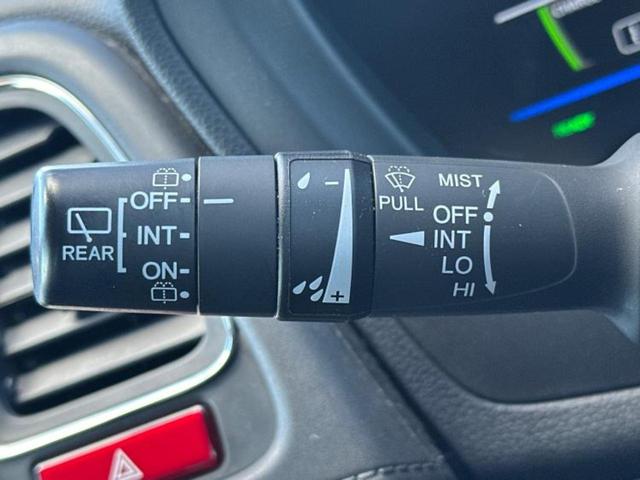 OFF
INT
REAR
ON
−
+
PULL
MIST
OFF
INT
LO
HI